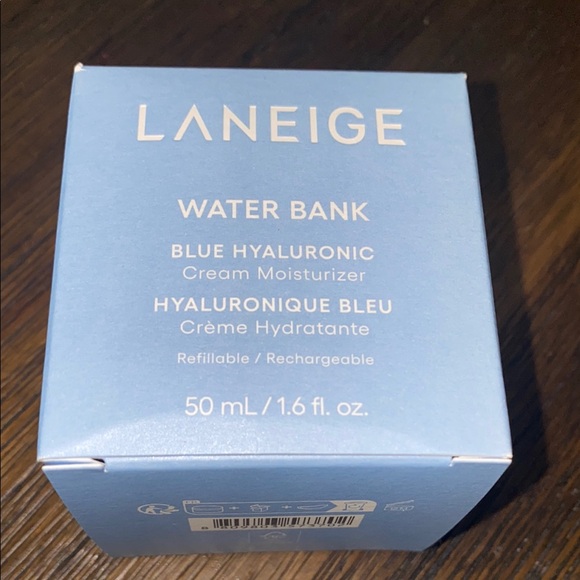 LANEIGE
WATER BANK
BLUE HYALURONIC
Cream Moisturizer
HYALURONIQUE BLEU
Crème Hydratante
Refillable / Rechargeable
50 mL / 1.6 fl. oz.